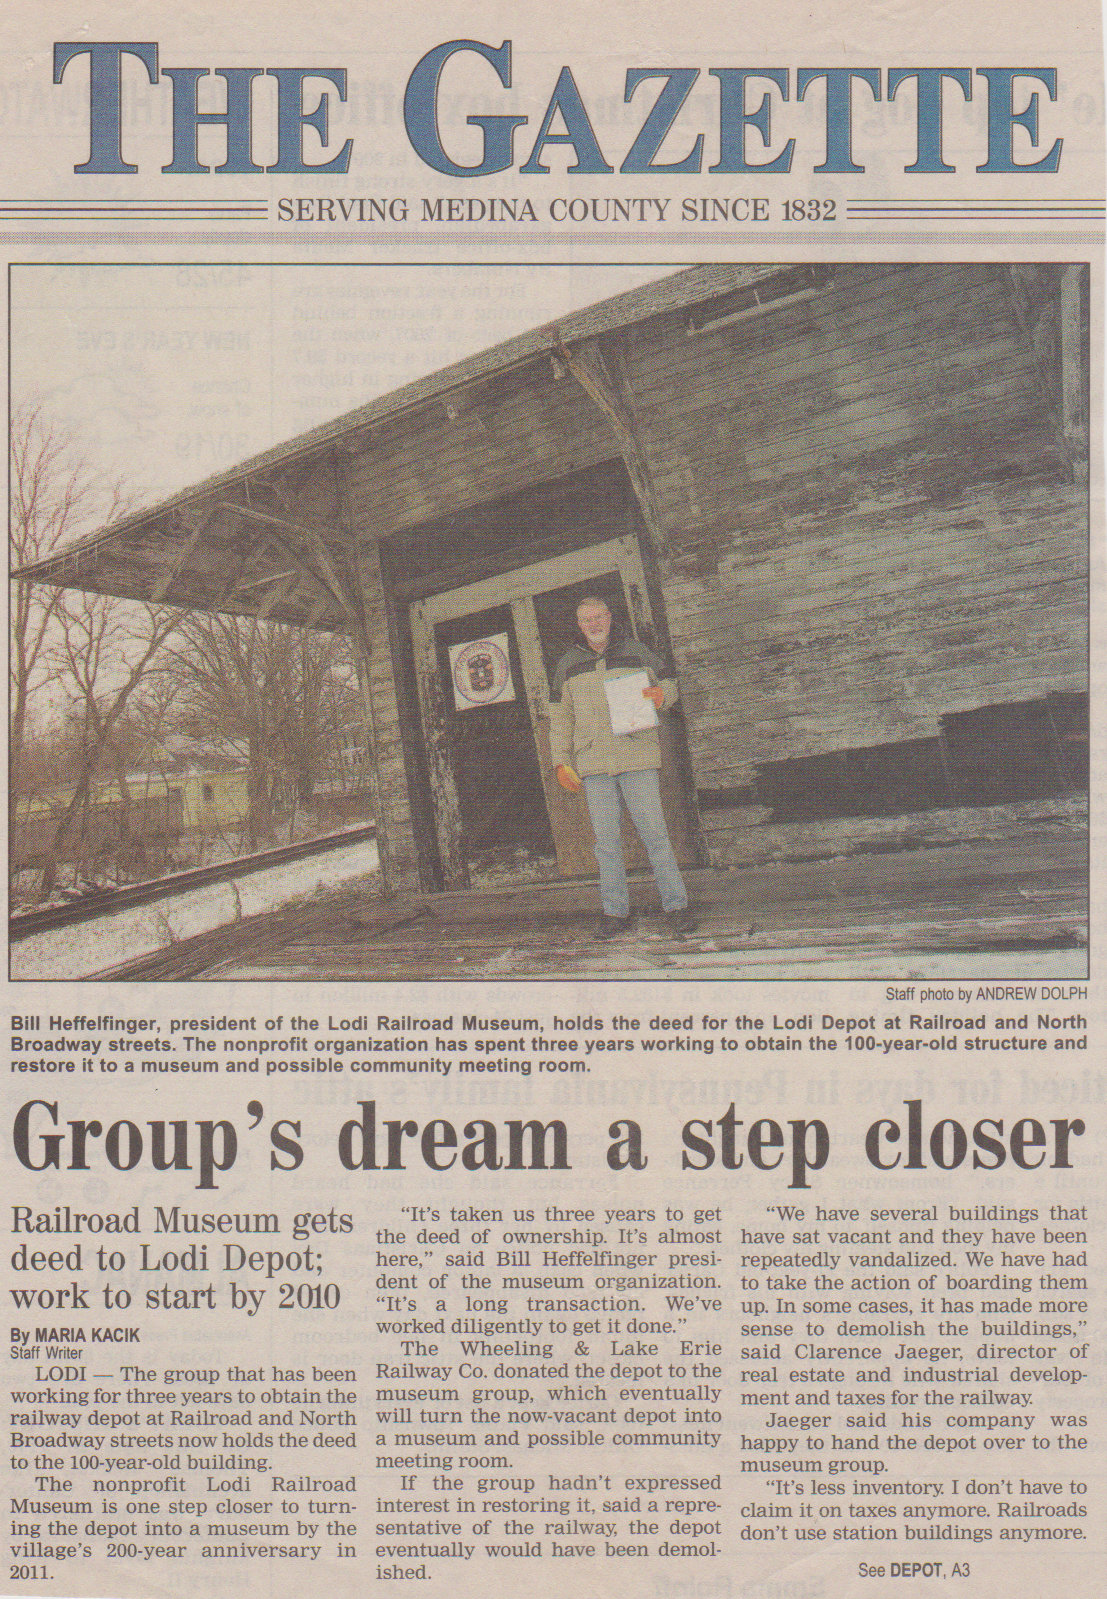 THE GAZETTE
SERVING MEDINA COUNTY SINCE 1832
Staff photo by ANDREW DOLPH
Bill Heffelfinger, president of the Lodi Railroad Museum, holds the deed for the Lodi Depot at Railroad and North
Broadway streets. The nonprofit organization has spent three years working to obtain the 100-year-old structure and
restore it to a museum and possible community meeting room.
Group's dream a step closer
Railroad Museum gets
deed to Lodi Depot;
work to start by 2010
By MARIA KACIK
Staff Writer
LODI — The group that has been
working for three years to obtain the
railway depot at Railroad and North
Broadway streets now holds the deed
to the 100-year-old building.
The nonprofit Lodi Railroad
Museum is one step closer to turn-
ing the depot into a museum by the
village's 200-year anniversary in
2011.
"It's taken us three years to get
the deed of ownership. It's almost
here," said Bill Heffelfinger presi-
dent of the museum organization.
"It's a long transaction. We've
worked diligently to get it done."
The Wheeling & Lake Erie
Railway Co. donated the depot to the
museum group, which eventually
will turn the now-vacant depot into
a museum and possible community
meeting room.
If the group hadn't expressed
interest in restoring it, said a repre-
sentative of the railway, the depot
eventually would have been demol-
ished.
"We have several buildings that
have sat vacant and they have been
repeatedly vandalized. We have had
to take the action of boarding them
up. In some cases, it has made more
sense to demolish the buildings,"
said Clarence Jaeger, director of
real estate and industrial develop-
ment and taxes for the railway.
Jaeger said his company was
happy to hand the depot over to the
museum group.
"It's less inventory. I don't have to
claim it on taxes anymore. Railroads
don't use station buildings anymore.
See DEPOT, A3